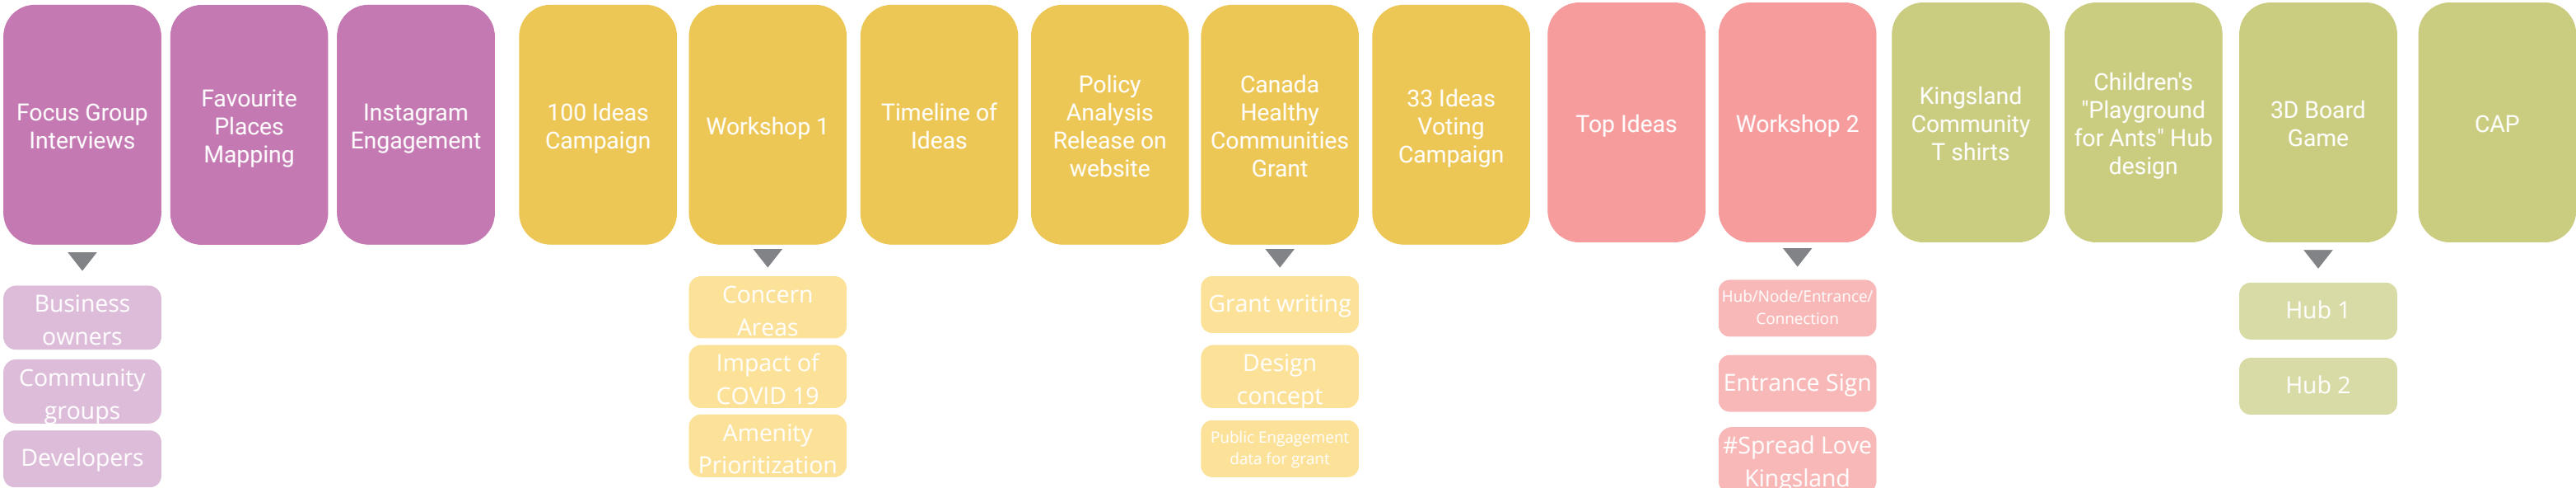 Focus Group
Interviews
Favourite
Places
Mapping
Instagram
Engagement
100 Ideas
Campaign
Workshop 1
Timeline of
Ideas
Policy
Analysis
Release on
website
Canada
Healthy
Communities
Grant
33 Ideas
Voting
Campaign
Top Ideas
Workshop 2
Kingsland
Community
T shirts
Children's
"Playground
for Ants" Hub
design
3D Board
Game
CAP
Business
owners
Community
groups
Developers
Concern
Areas
Impact of
COVID 19
Amenity
Prioritization
Grant writing
Design
concept
Public Engagement
data for grant
Hub/Node/Entrance/
Connection
Entrance Sign
#Spread Love
Kingsland
Hub 1
Hub 2